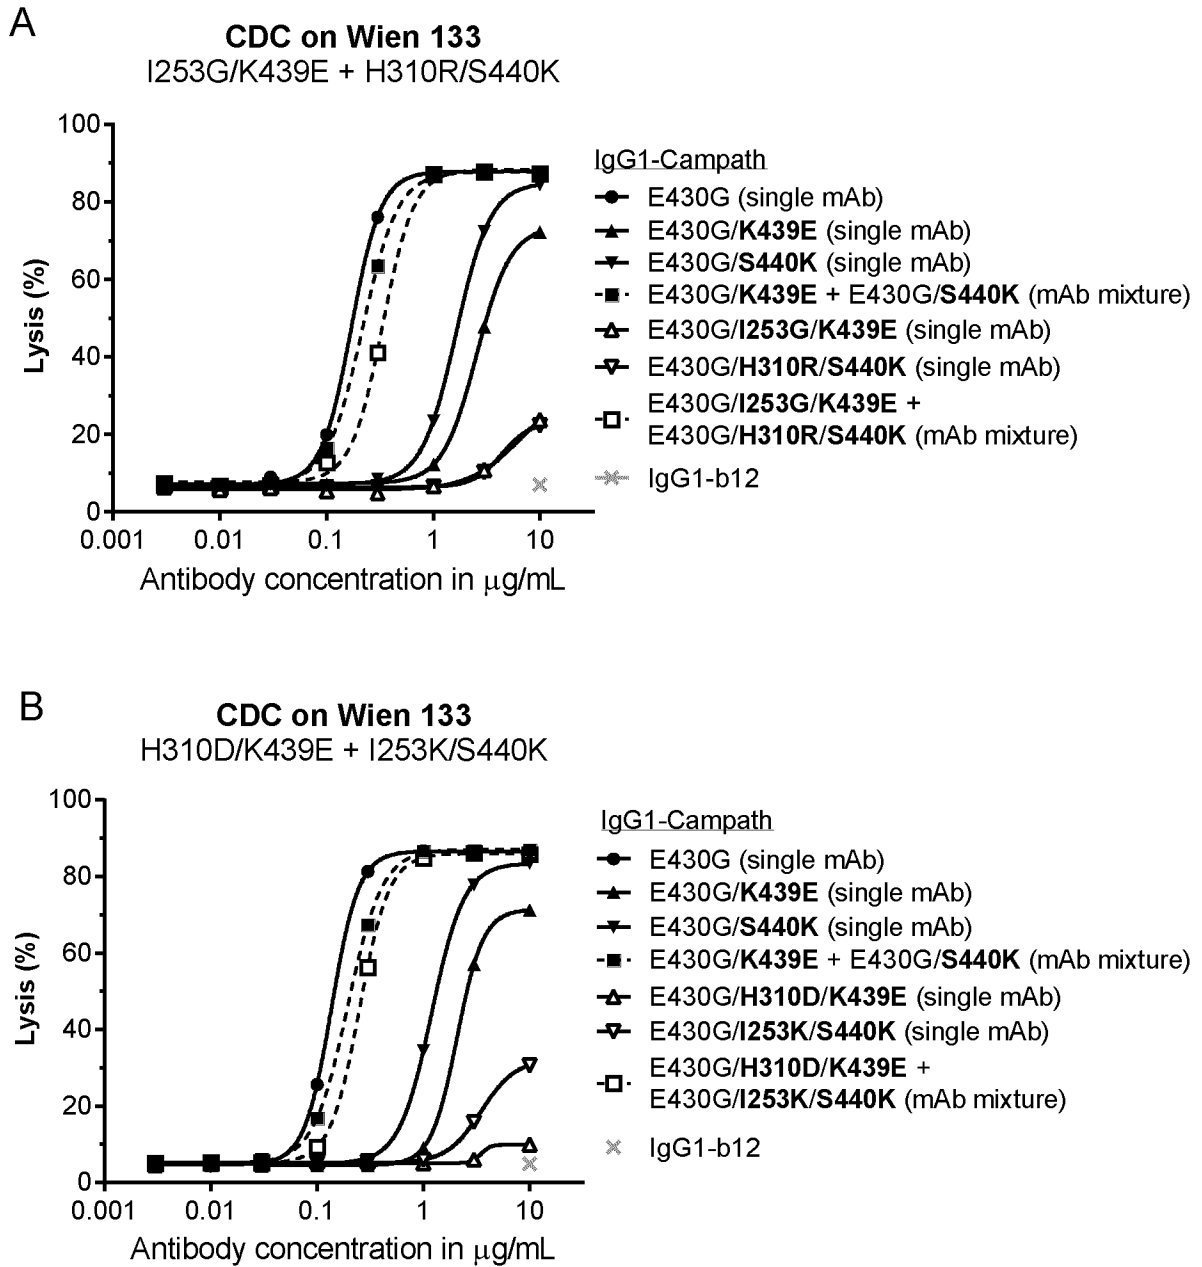 A
CDC on Wien 133
I253G/K439E + H310R/S440K
100
80
60
40
20
0
Lysis (%)
0.001 0.01 0.1 1 10
Antibody concentration in μg/mL
IgG1-Campath
E430G (single mAb)
E430G/K439E (single mAb)
E430G/S440K (single mAb)
E430G/K439E + E430G/S440K (mAb mixture)
E430G/I253G/K439E (single mAb)
E430G/H310R/S440K (single mAb)
E430G/I253G/K439E +
E430G/H310R/S440K (mAb mixture)
IgG1-b12
B
CDC on Wien 133
H310D/K439E + I253K/S440K
100
80
60
40
20
0
Lysis (%)
0.001 0.01 0.1 1 10
Antibody concentration in μg/mL
IgG1-Campath
E430G (single mAb)
E430G/K439E (single mAb)
E430G/S440K (single mAb)
E430G/K439E + E430G/S440K (mAb mixture)
E430G/H310D/K439E (single mAb)
E430G/I253K/S440K (single mAb)
E430G/H310D/K439E +
E430G/I253K/S440K (mAb mixture)
IgG1-b12